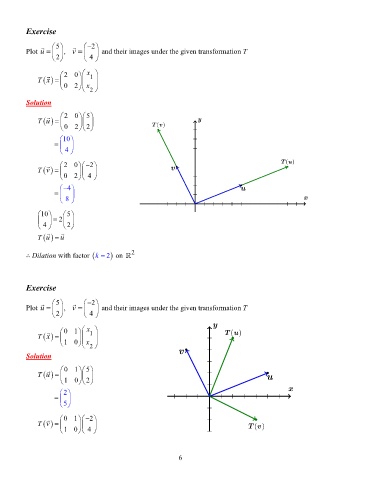 Exercise
Plot u⃗ = (5 2), v⃗ = (−2 4) and their images under the given transformation T
T(x⃗) = (2 0 0 2)(x₁ x₂)
Solution
T(u⃗) = (2 0 0 2)(5 2)
= (10 4)
T(v⃗) = (2 0 0 2)(−2 4)
= (−4 8)
(10 4) = 2(5 2)
T(u⃗) = u⃗
∴ Dilation with factor (k = 2) on ℝ²
T(v)
y
T(u)
v
u
x
Exercise
Plot u⃗ = (5 2), v⃗ = (−2 4) and their images under the given transformation T
T(x⃗) = (0 1 1 0)(x₁ x₂)
Solution
T(u⃗) = (0 1 1 0)(5 2)
= (2 5)
T(v⃗) = (0 1 1 0)(−2 4)
y
T(u)
v
u
x
T(v)
6